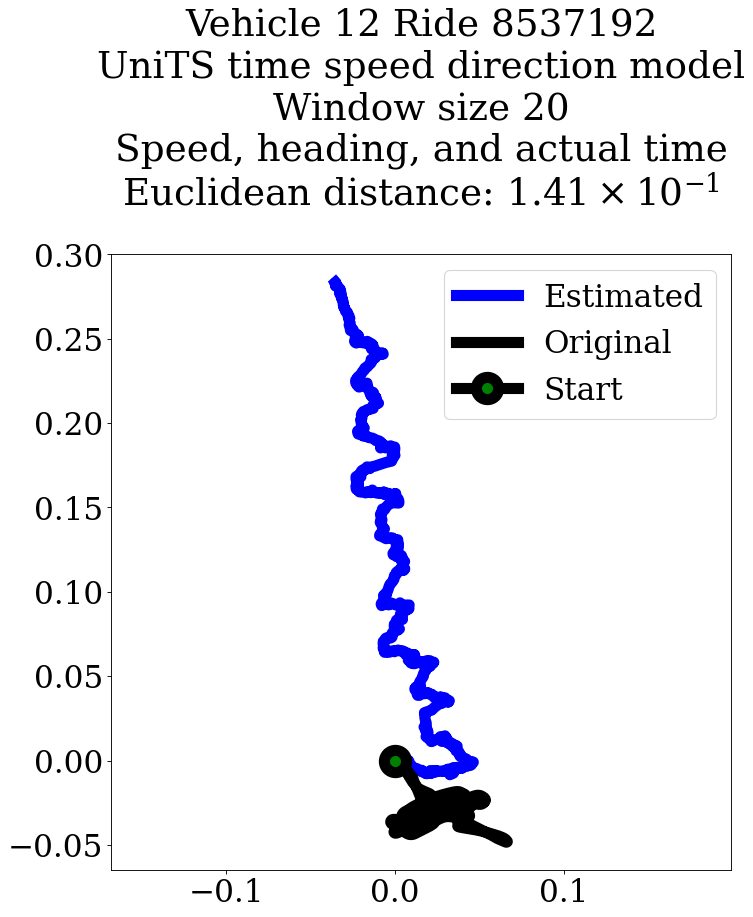 Vehicle 12 Ride 8537192
UniTS time speed direction model
Window size 20
Speed, heading, and actual time
Euclidean distance: 1.41 × 10⁻¹
0.30
Estimated
Original
Start
0.25
0.20
0.15
0.10
0.05
0.00
−0.05
−0.1
0.0
0.1